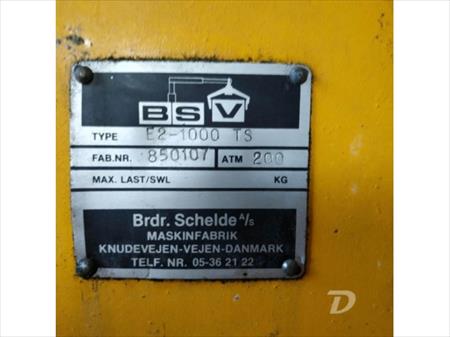 BSV
TYPE E2-1000 TS
FAB.NR. 850107 ATM 200
MAX. LAST/SWL KG
Brdr. Schelde A/s
MASKINFABRIK
KNUDEVEJEN-VEJEN-DANMARK
TELF. NR. 05-36 21 22
D